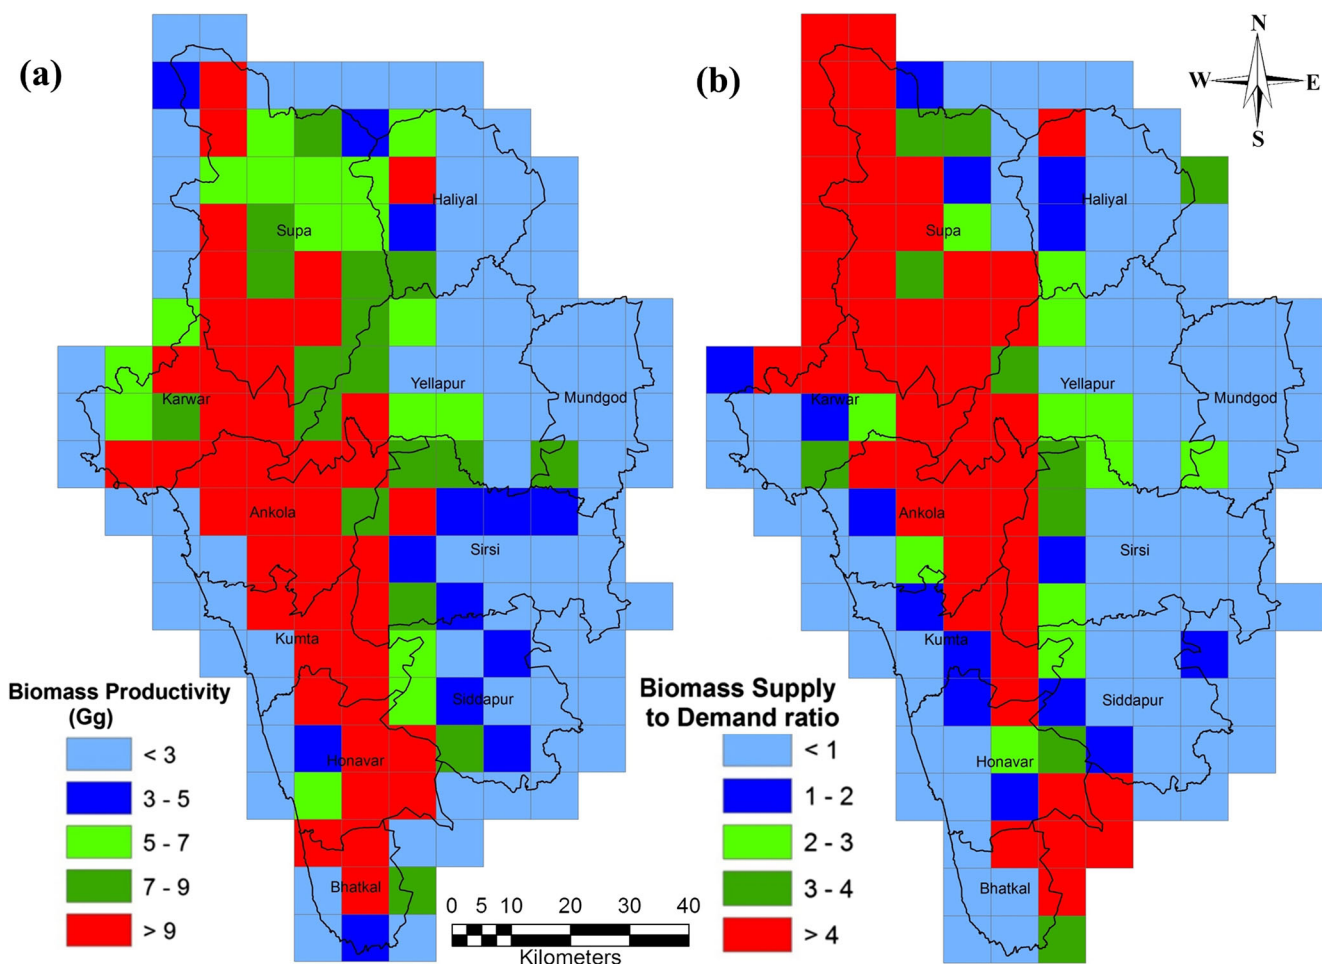 (a)
Haliyal
Supa
Karwar
Yellapur
Mundgod
Ankola
Sirsi
Kumta
Siddapur
Honavar
Bhatkal
Biomass Productivity
(Gg)
< 3
3 - 5
5 - 7
7 - 9
> 9
0 5 10 20 30 40
Kilometers
(b)
N
W E
S
Haliyal
Supa
Karwar
Yellapur
Mundgod
Ankola
Sirsi
Kumta
Siddapur
Honavar
Bhatkal
Biomass Supply
to Demand ratio
< 1
1 - 2
2 - 3
3 - 4
> 4